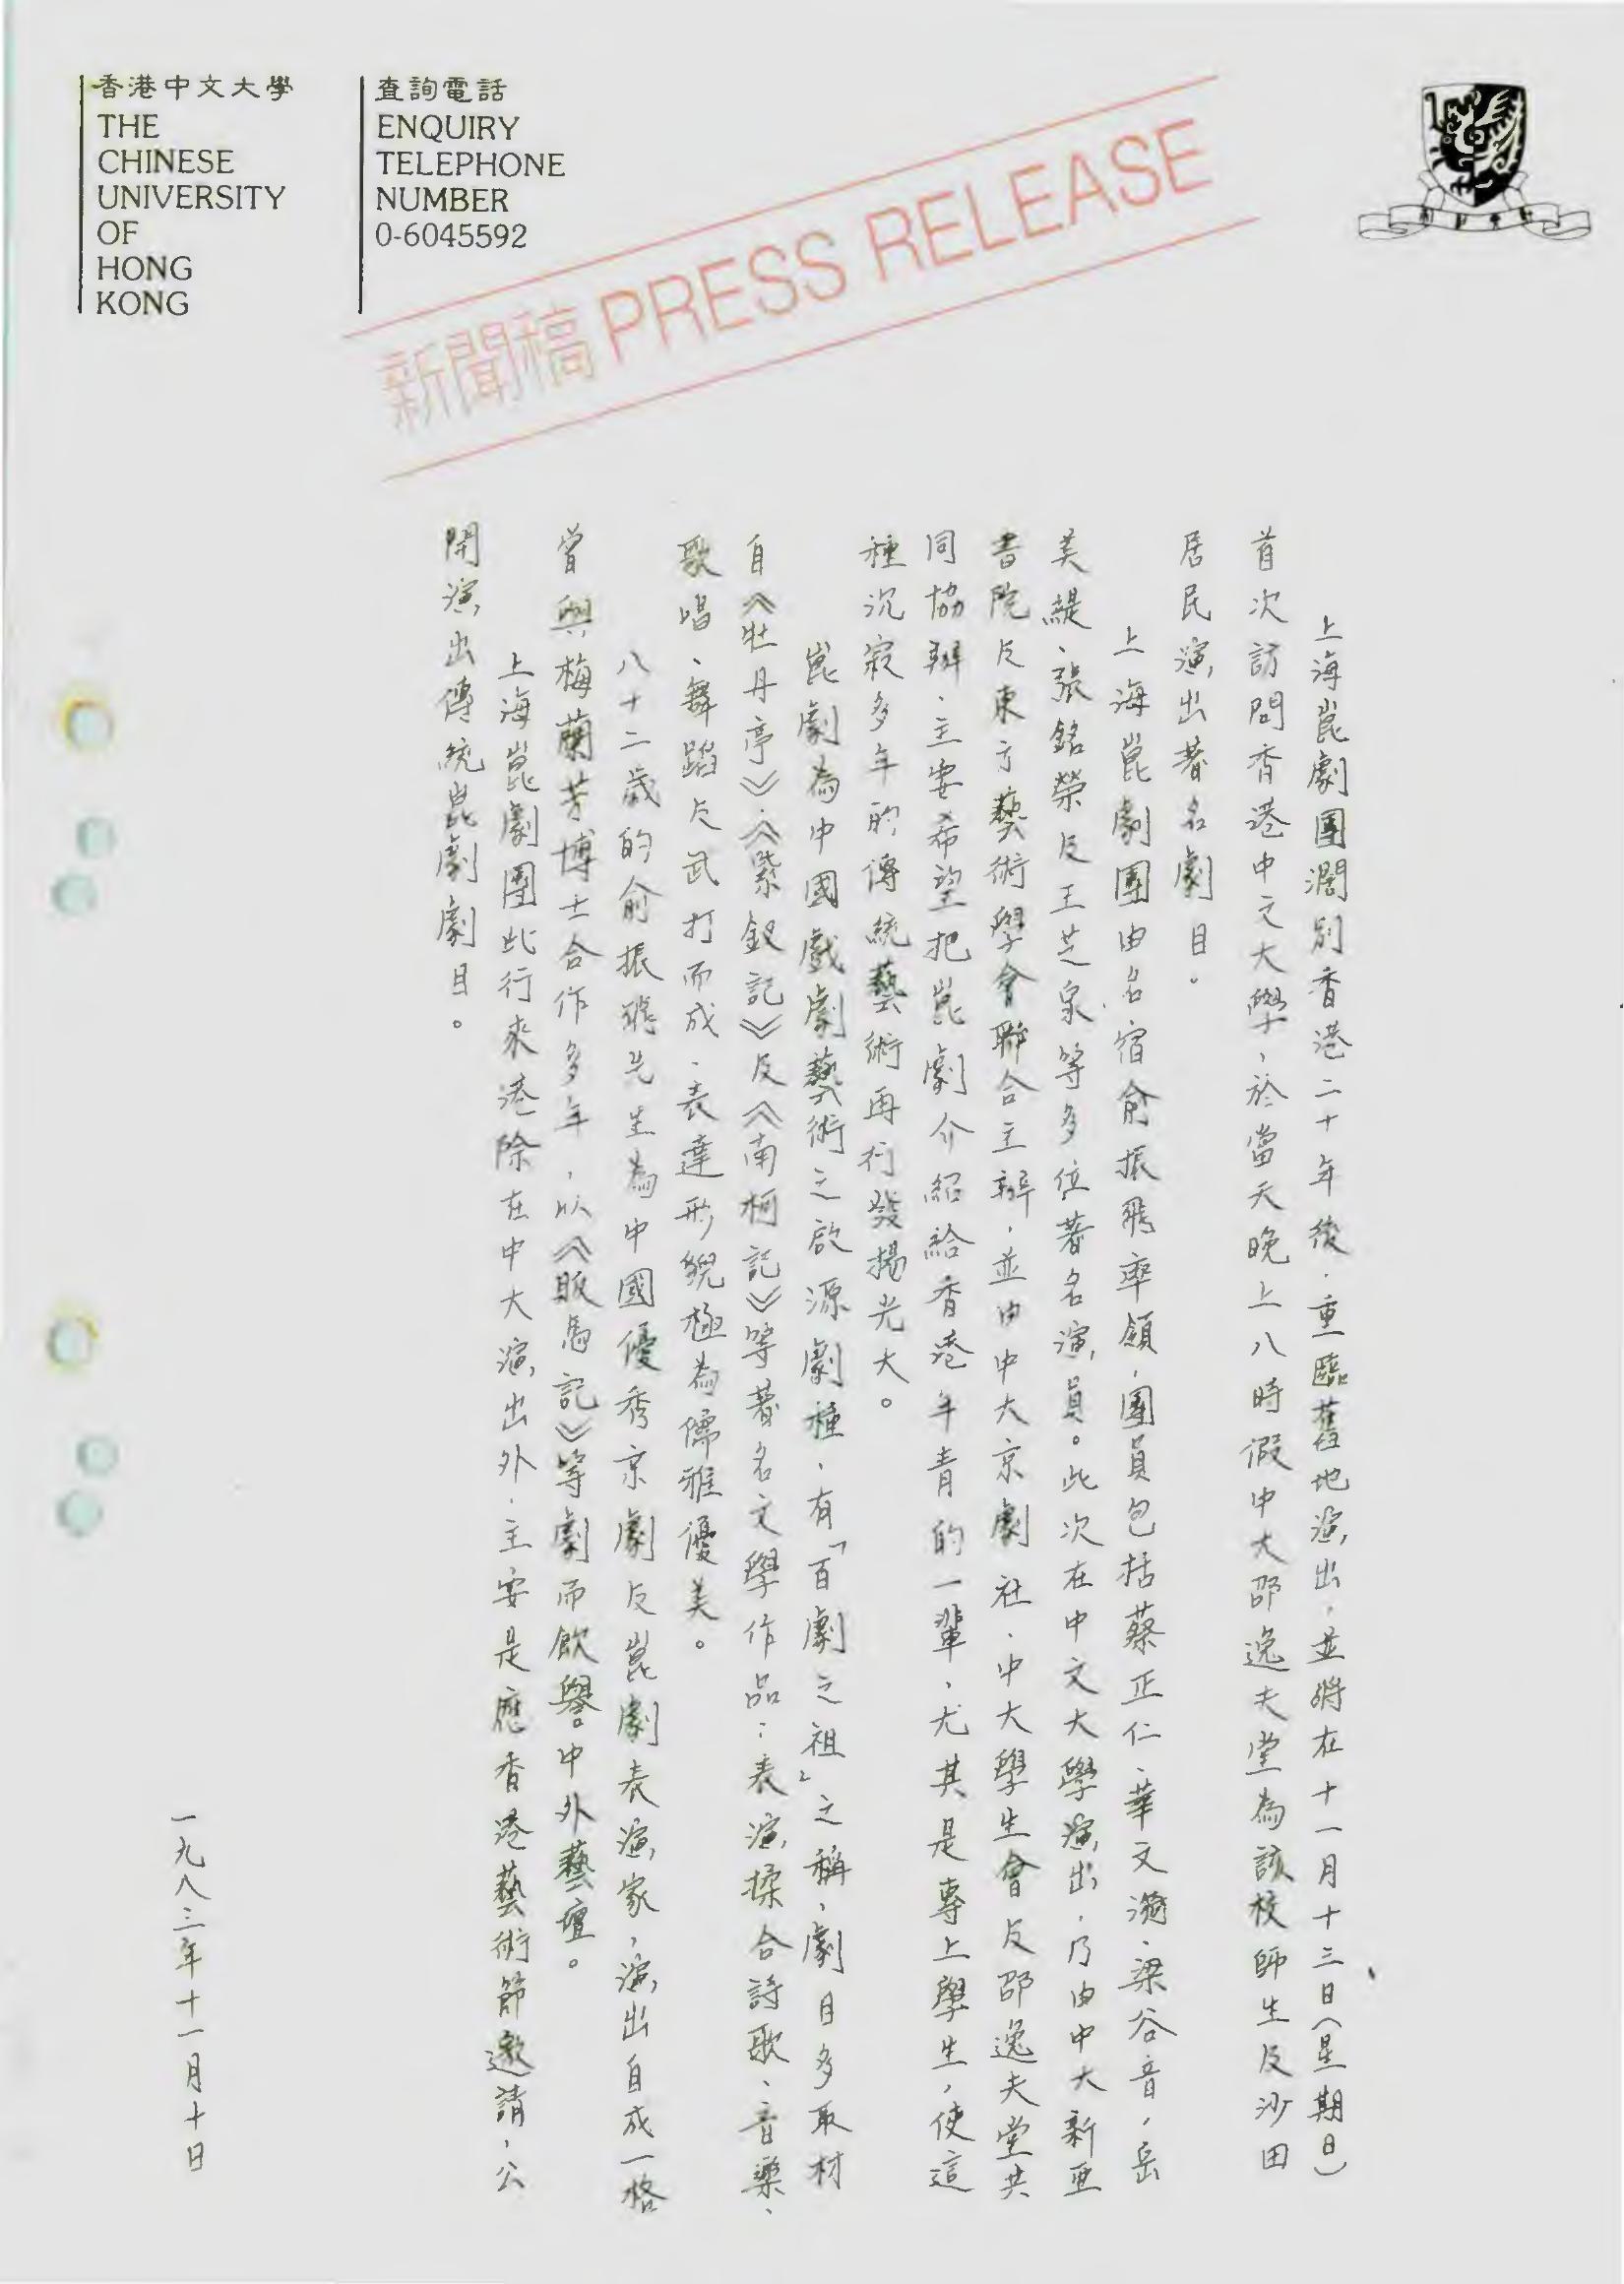 香港中文大學
THE
CHINESE
UNIVERSITY
OF
HONG
KONG
查詢電話
ENQUIRY
TELEPHONE
NUMBER
0-6045592
新聞稿 PRESS RELEASE
上海崑劇團濶別香港二十年後，重臨舊地演出，並將在十一月十三日（星期日）
首次訪問香港中文大學，於當天晚上八時假中大邵逸夫堂為該校師生及沙田
居民演出著名劇目。
上海崑劇團由名宿俞振飛率領，團員包括蔡正仁、華文漪、梁谷音、岳
美緹、張銘榮及王芝泉等多位著名演員。此次在中文大學演出，乃由中大新亞
書院及東方藝術學會聯合主辦，並由中大京劇社、中大學生會及邵逸夫堂共
同協辦，主要希望把崑劇介紹給香港年青的一輩，尤其是專上學生，使這
種沉寂多年的傳統藝術再行發揚光大。
崑劇為中國戲劇藝術之啟源劇種，有「百劇之祖」之稱，劇目多取材
自《牡丹亭》、《紫釵記》及《南柯記》等著名文學作品；表演揉合詩歌、音樂、
歌唱、舞蹈及武打而成，表達形貌極為儒雅優美。
八十二歲的俞振飛先生為中國優秀京劇及崑劇表演家，演出自成一格
曾與梅蘭芳博士合作多年，以《販馬記》等劇而飲譽中外藝壇。
上海崑劇團此行來港除在中大演出外，主要是應香港藝術節邀請，公
開演出傳統崑劇劇目。
一九八三年十一月十日